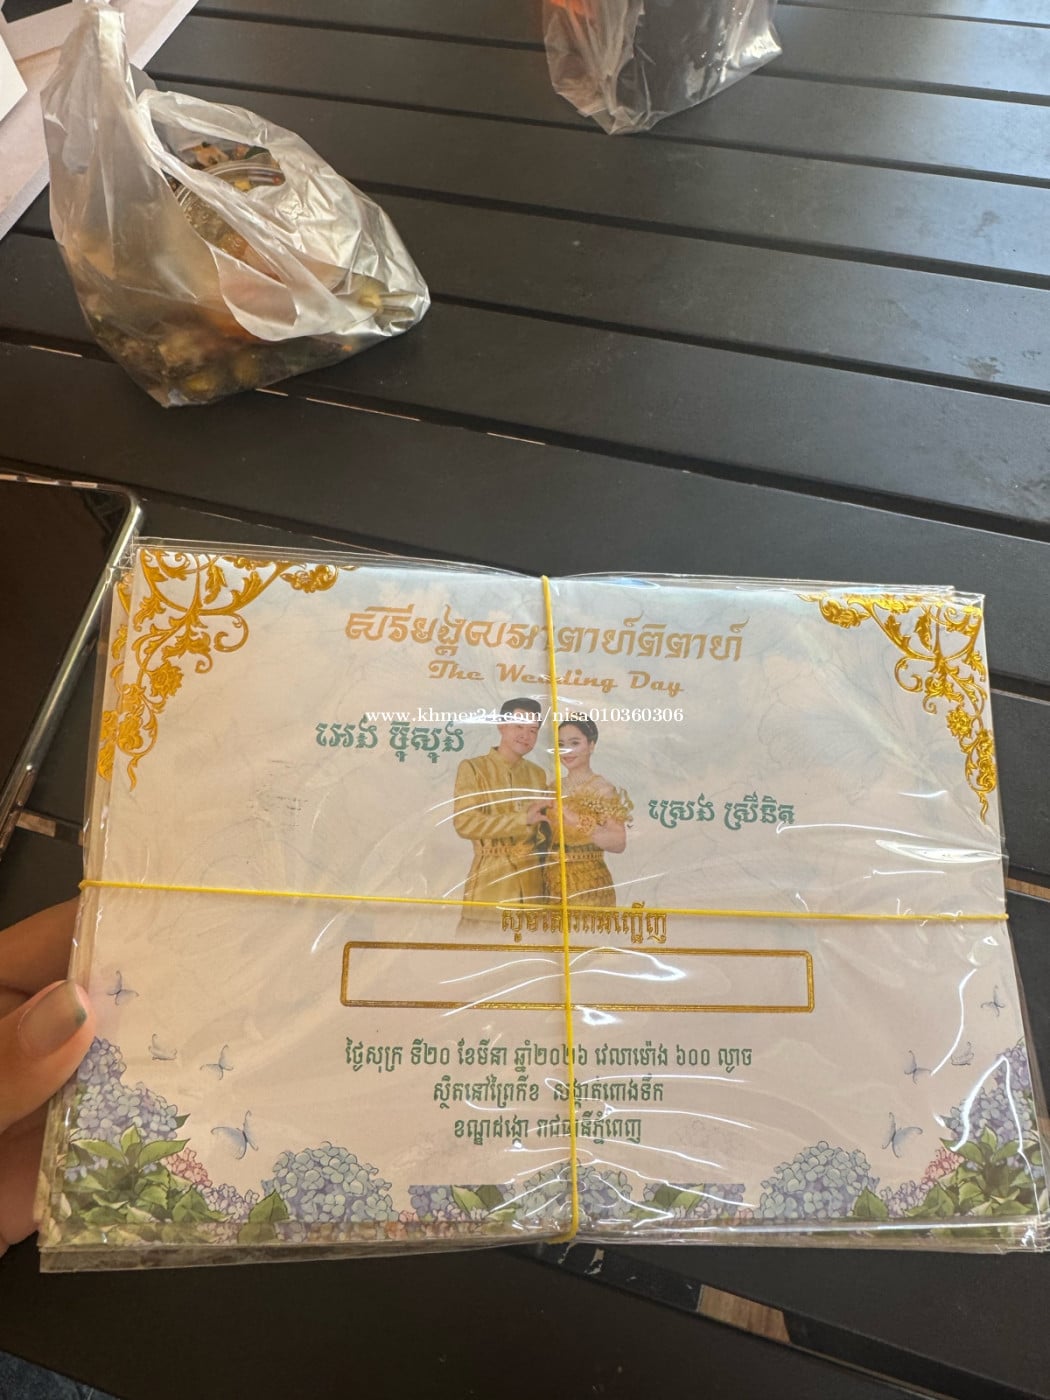 សិរីមង្គលអាពាហ៍ពិពាហ៍
The Wedding Day
www.khmer24.com/nisa010360306
អេង ប៊ុនសុង
ស្រេង ស្រីនិត
សូមគោរពអញ្ជើញ
ថ្ងៃសុក្រ ទី២០ ខែមីនា ឆ្នាំ២០២៦ វេលាម៉ោង ៦០០ ល្ងាច
ស្ថិតនៅព្រៃកីខ សង្កាត់ពោងទឹក
ខណ្ឌដង្កោ រាជធានីភ្នំពេញ